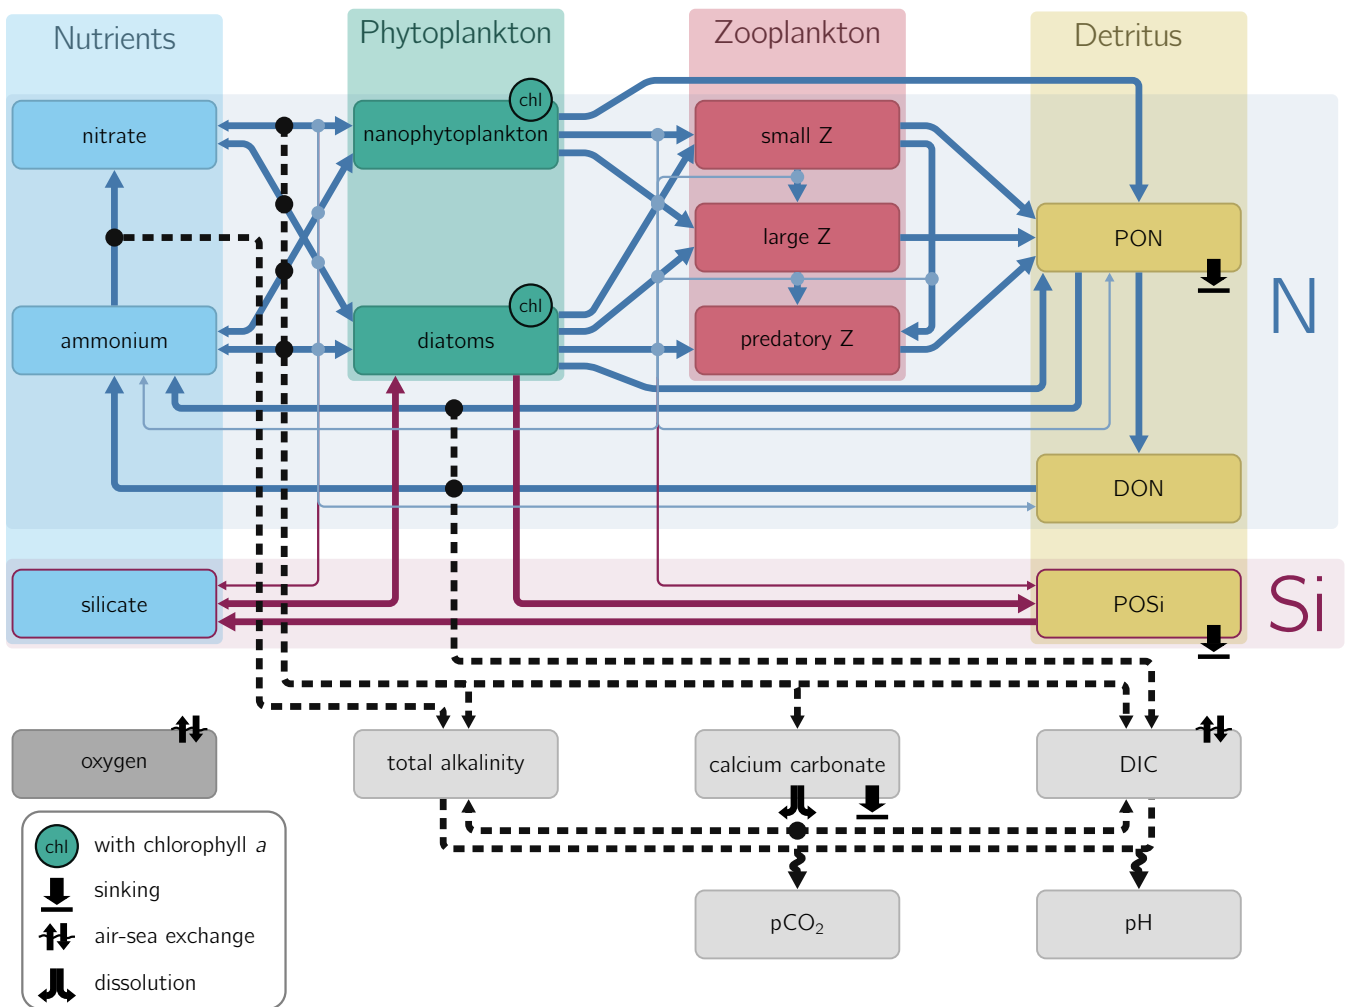 Nutrients
Phytoplankton
Zooplankton
Detritus
chl
nitrate
nanophytoplankton
small Z
large Z
PON
N
chl
ammonium
diatoms
predatory Z
DON
silicate
POSi
Si
oxygen
total alkalinity
calcium carbonate
DIC
chl with chlorophyll a
sinking
air-sea exchange
dissolution
pCO₂
pH